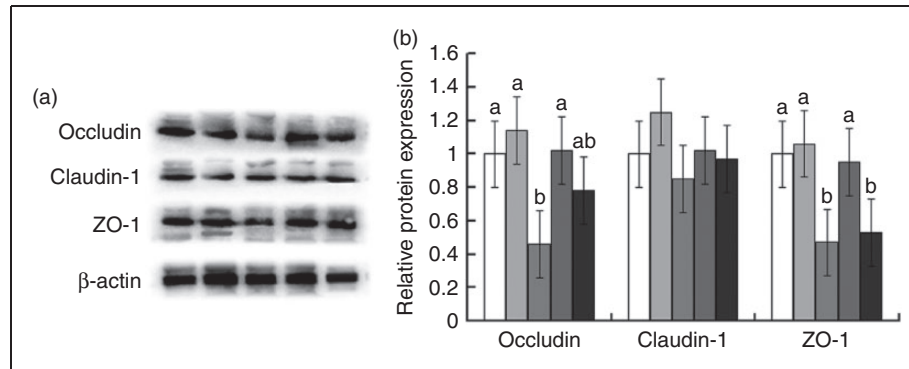 (a)
Occludin
Claudin-1
ZO-1
β-actin
(b)
Relative protein expression
1.6
1.4
1.2
1
0.8
0.6
0.4
0.2
0
a
a
b
a
ab
a
a
b
a
b
Occludin
Claudin-1
ZO-1